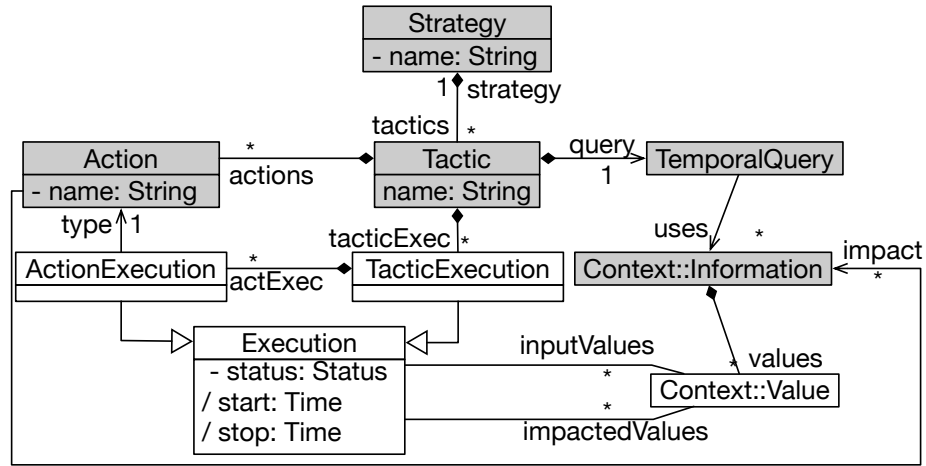 Strategy
- name: String
1 strategy
tactics *
Action
- name: String
*
actions
Tactic
name: String
query
1
TemporalQuery
type 1
tacticExec *
uses *
ActionExecution
*
actExec
TacticExecution
Context::Information
impact
*
Execution
- status: Status
/ start: Time
/ stop: Time
inputValues
*
* values
Context::Value
*
impactedValues